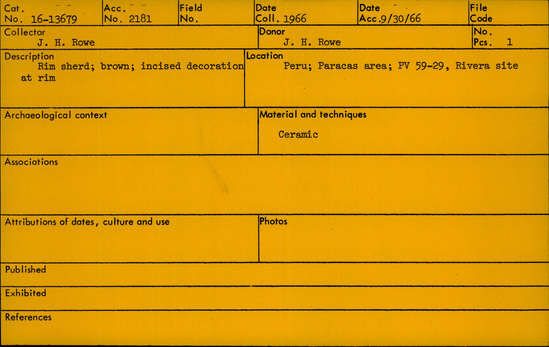 Cat. Acc. Field Date Date File
No. 16-13679 No. 2181 No. Coll. 1966 Acc. 9/30/66 Code
Collector Donor No.
J. H. Rowe J. H. Rowe Pcs. 1
Description Location
Rim sherd; brown; incised decoration Peru; Paracas area; PV 59-29, Rivera site
at rim
Archaeological context Material and techniques
Ceramic
Associations
Attributions of dates, culture and use Photos
Published
Exhibited
References